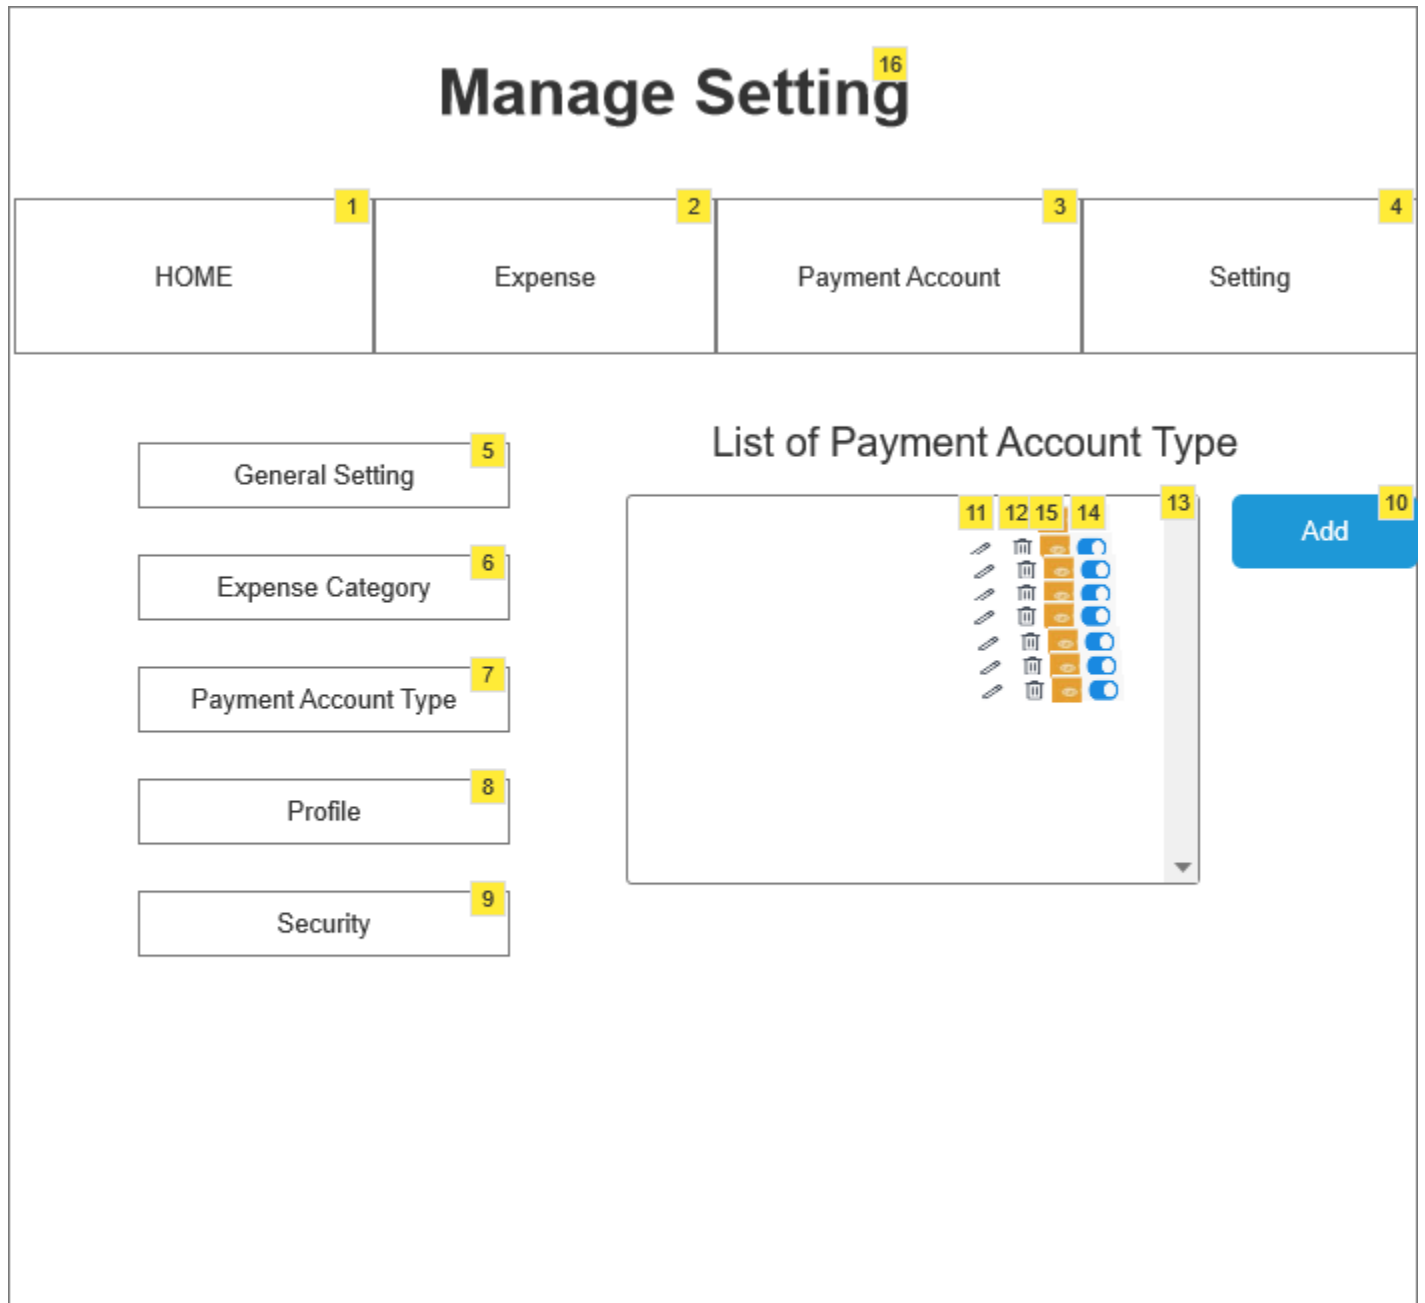 Manage Setting
16
1
2
3
4
HOME
Expense
Payment Account
Setting
List of Payment Account Type
5
General Setting
11
12
15
14
13
10
Add
6
Expense Category
7
Payment Account Type
8
Profile
9
Security